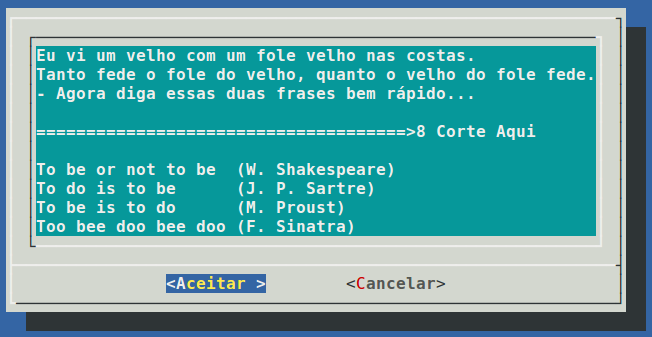 Eu vi um velho com um fole velho nas costas.
Tanto fede o fole do velho, quanto o velho do fole fede.
- Agora diga essas duas frases bem rápido...
=====================================>8 Corte Aqui
To be or not to be  (W. Shakespeare)
To do is to be      (J. P. Sartre)
To be is to do      (M. Proust)
Too bee doo bee doo (F. Sinatra)
<Aceitar >        <Cancelar>